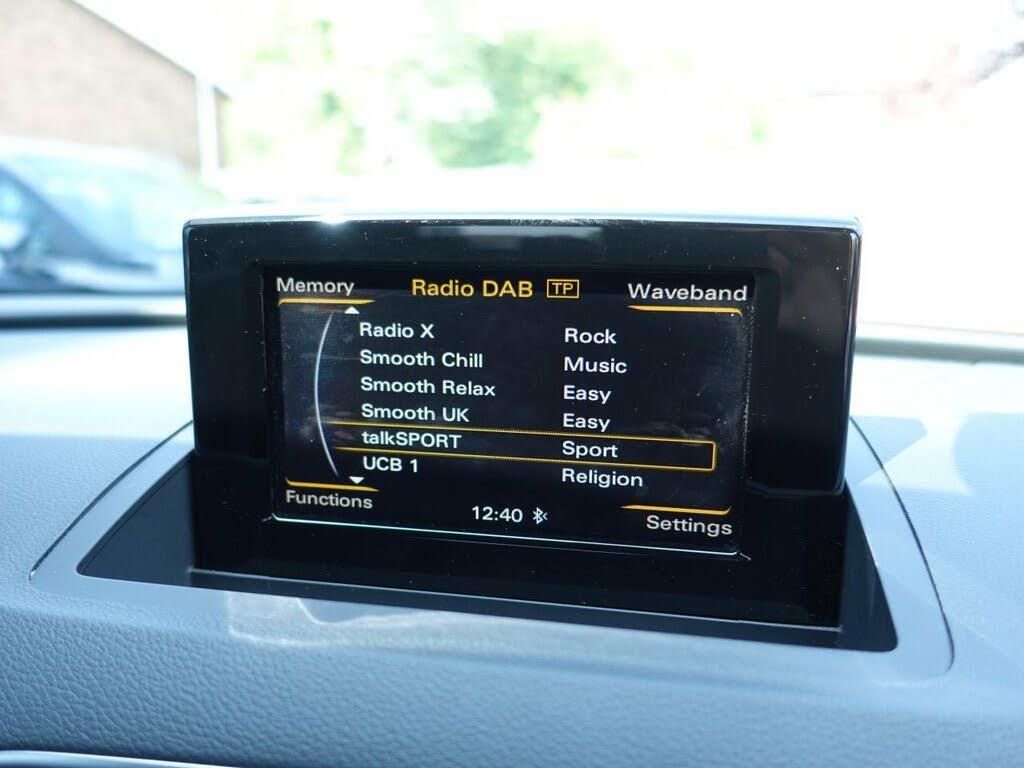 Memory Radio DAB TP Waveband
Radio X Rock
Smooth Chill Music
Smooth Relax Easy
Smooth UK Easy
talkSPORT Sport
UCB 1 Religion
Functions 12:40 Settings